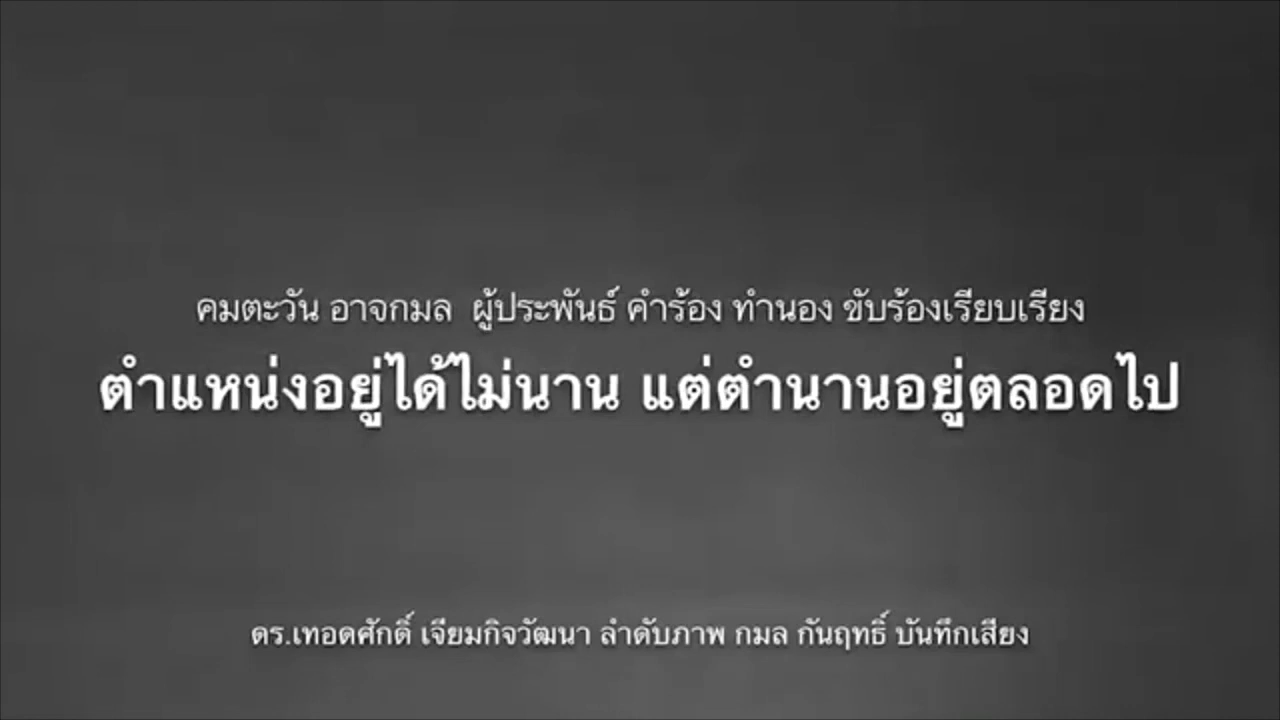 คมตะวัน อาจกมล ผู้ประพันธ์ คำร้อง ทำนอง ขับร้องเรียบเรียง
ตำแหน่งอยู่ได้ไม่นาน แต่ตำนานอยู่ตลอดไป
ดร.เทอดศักดิ์ เจียมกิจวัฒนา ลำดับภาพ กมล กันฤทธิ์ บันทึกเสียง